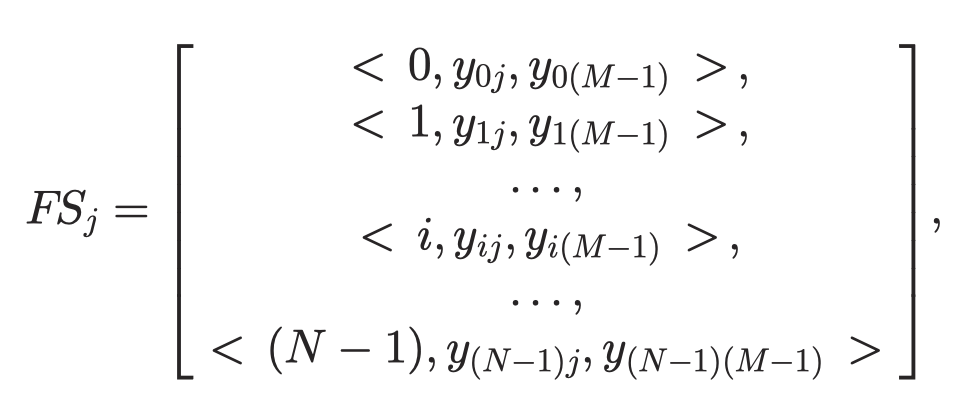 < 0, y_{0j}, y_{0(M−1)} >,
< 1, y_{1j}, y_{1(M−1)} >,
...,
FS_j = [ < i, y_{ij}, y_{i(M−1)} >, ] ,
...,
< (N − 1), y_{(N−1)j}, y_{(N−1)(M−1)} >